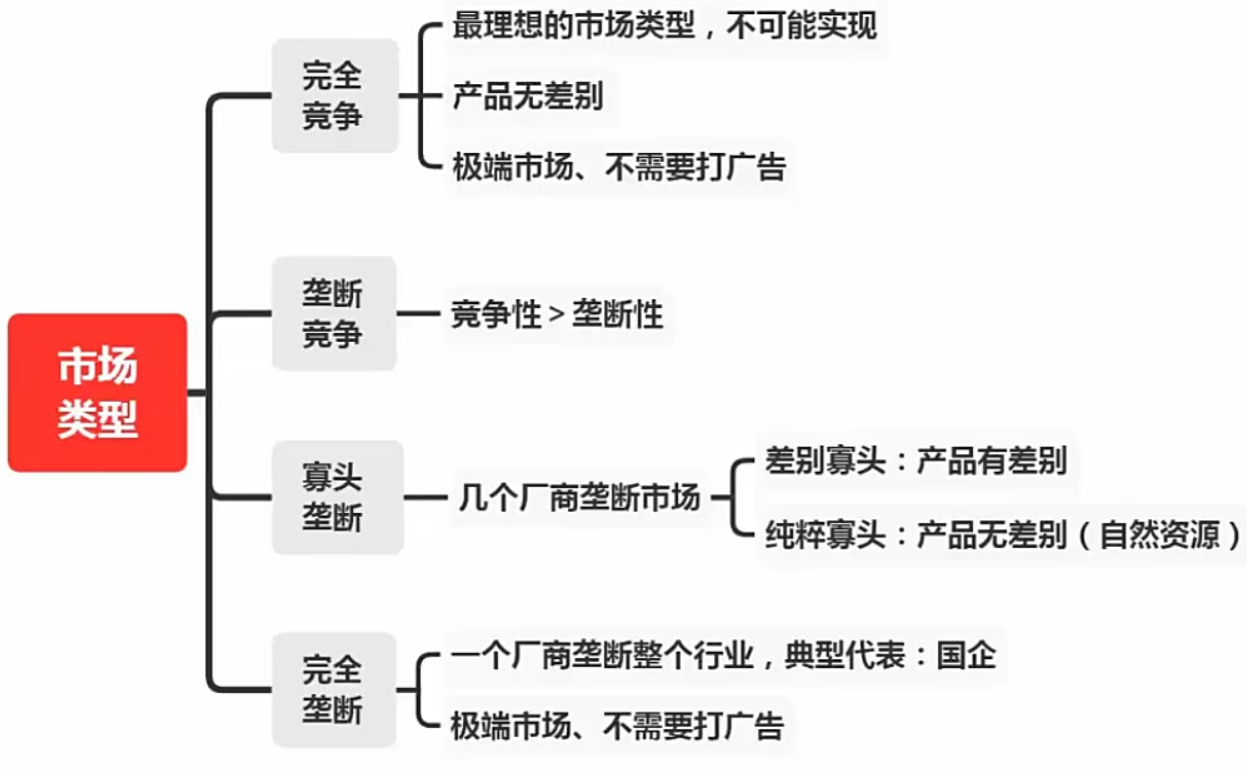 市场
类型
完全
竞争
最理想的市场类型，不可能实现
产品无差别
极端市场、不需要打广告
垄断
竞争
竞争性＞垄断性
寡头
垄断
几个厂商垄断市场
差别寡头：产品有差别
纯粹寡头：产品无差别（自然资源）
完全
垄断
一个厂商垄断整个行业，典型代表：国企
极端市场、不需要打广告